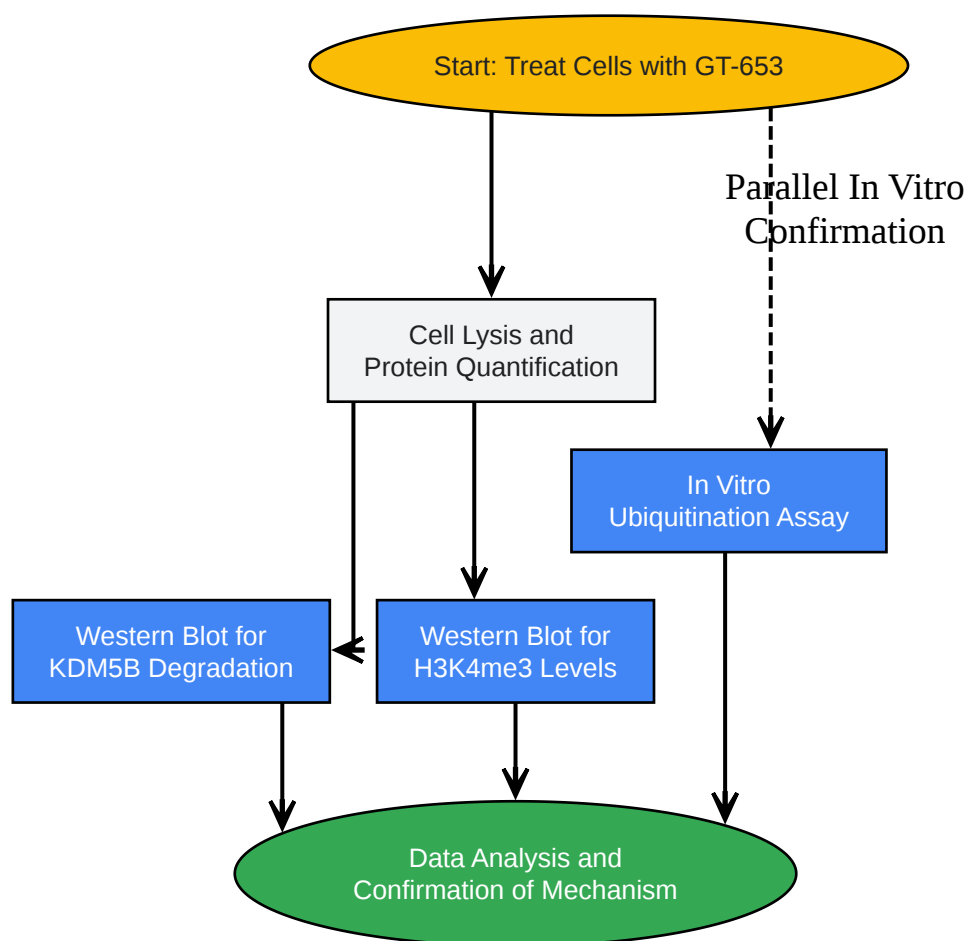 Start: Treat Cells with GT-653
Parallel In Vitro
Confirmation
Cell Lysis and
Protein Quantification
In Vitro
Ubiquitination Assay
Western Blot for
KDM5B Degradation
Western Blot for
H3K4me3 Levels
Data Analysis and
Confirmation of Mechanism